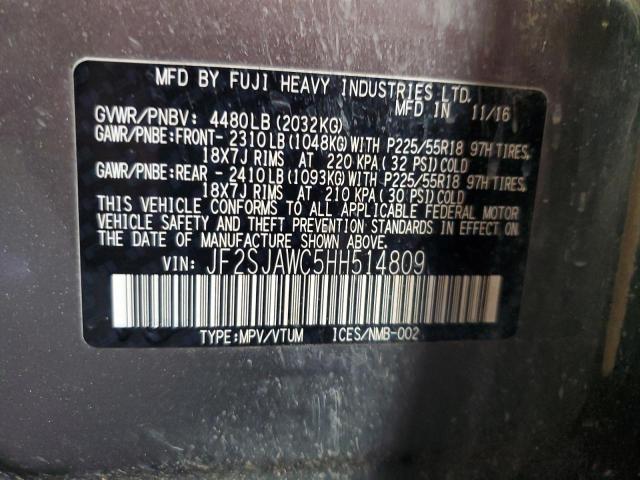 MFD BY FUJI HEAVY INDUSTRIES LTD.
MFD IN 11/16
GVWR/PNBV: 4480LB (2032KG)
GAWR/PNBE:FRONT- 2310LB (1048KG) WITH P225/55R18 97H TIRES,
18X7J RIMS AT 220 KPA (32 PSI) COLD
GAWR/PNBE:REAR - 2410LB (1093KG) WITH P225/55R18 97H TIRES,
18X7J RIMS AT 210 KPA (30 PSI) COLD
THIS VEHICLE CONFORMS TO ALL APPLICABLE FEDERAL MOTOR
VEHICLE SAFETY AND THEFT PREVENTION STANDARDS IN EFFECT ON
THE DATE OF MANUFACTURE SHOWN ABOVE.
VIN: JF2SJAWC5HH514809
TYPE:MPV/VTUM ICES/NMB-002